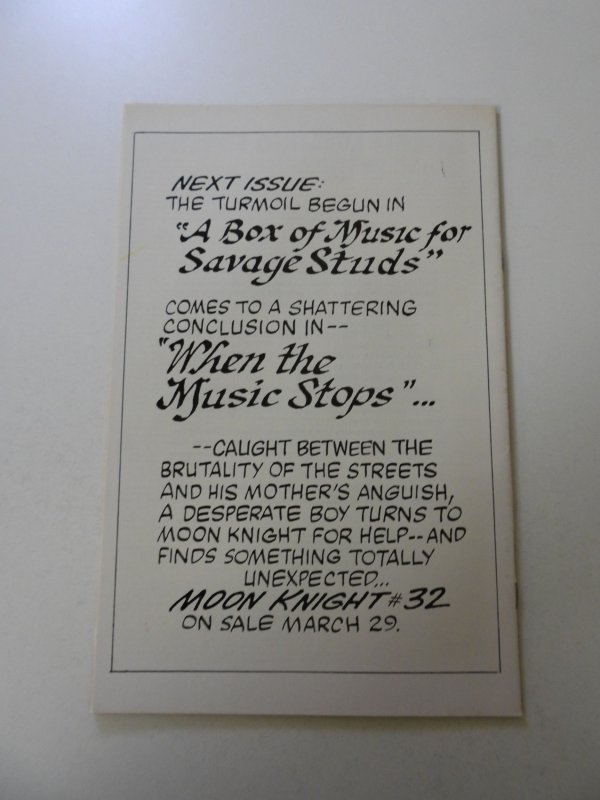 NEXT ISSUE:
THE TURMOIL BEGUN IN
"A Box of Music for
Savage Studs"
COMES TO A SHATTERING
CONCLUSION IN--
"When the
Music Stops"...
--CAUGHT BETWEEN THE
BRUTALITY OF THE STREETS
AND HIS MOTHER'S ANGUISH,
A DESPERATE BOY TURNS TO
MOON KNIGHT FOR HELP--AND
FINDS SOMETHING TOTALLY
UNEXPECTED...
MOON KNIGHT #32
ON SALE MARCH 29.